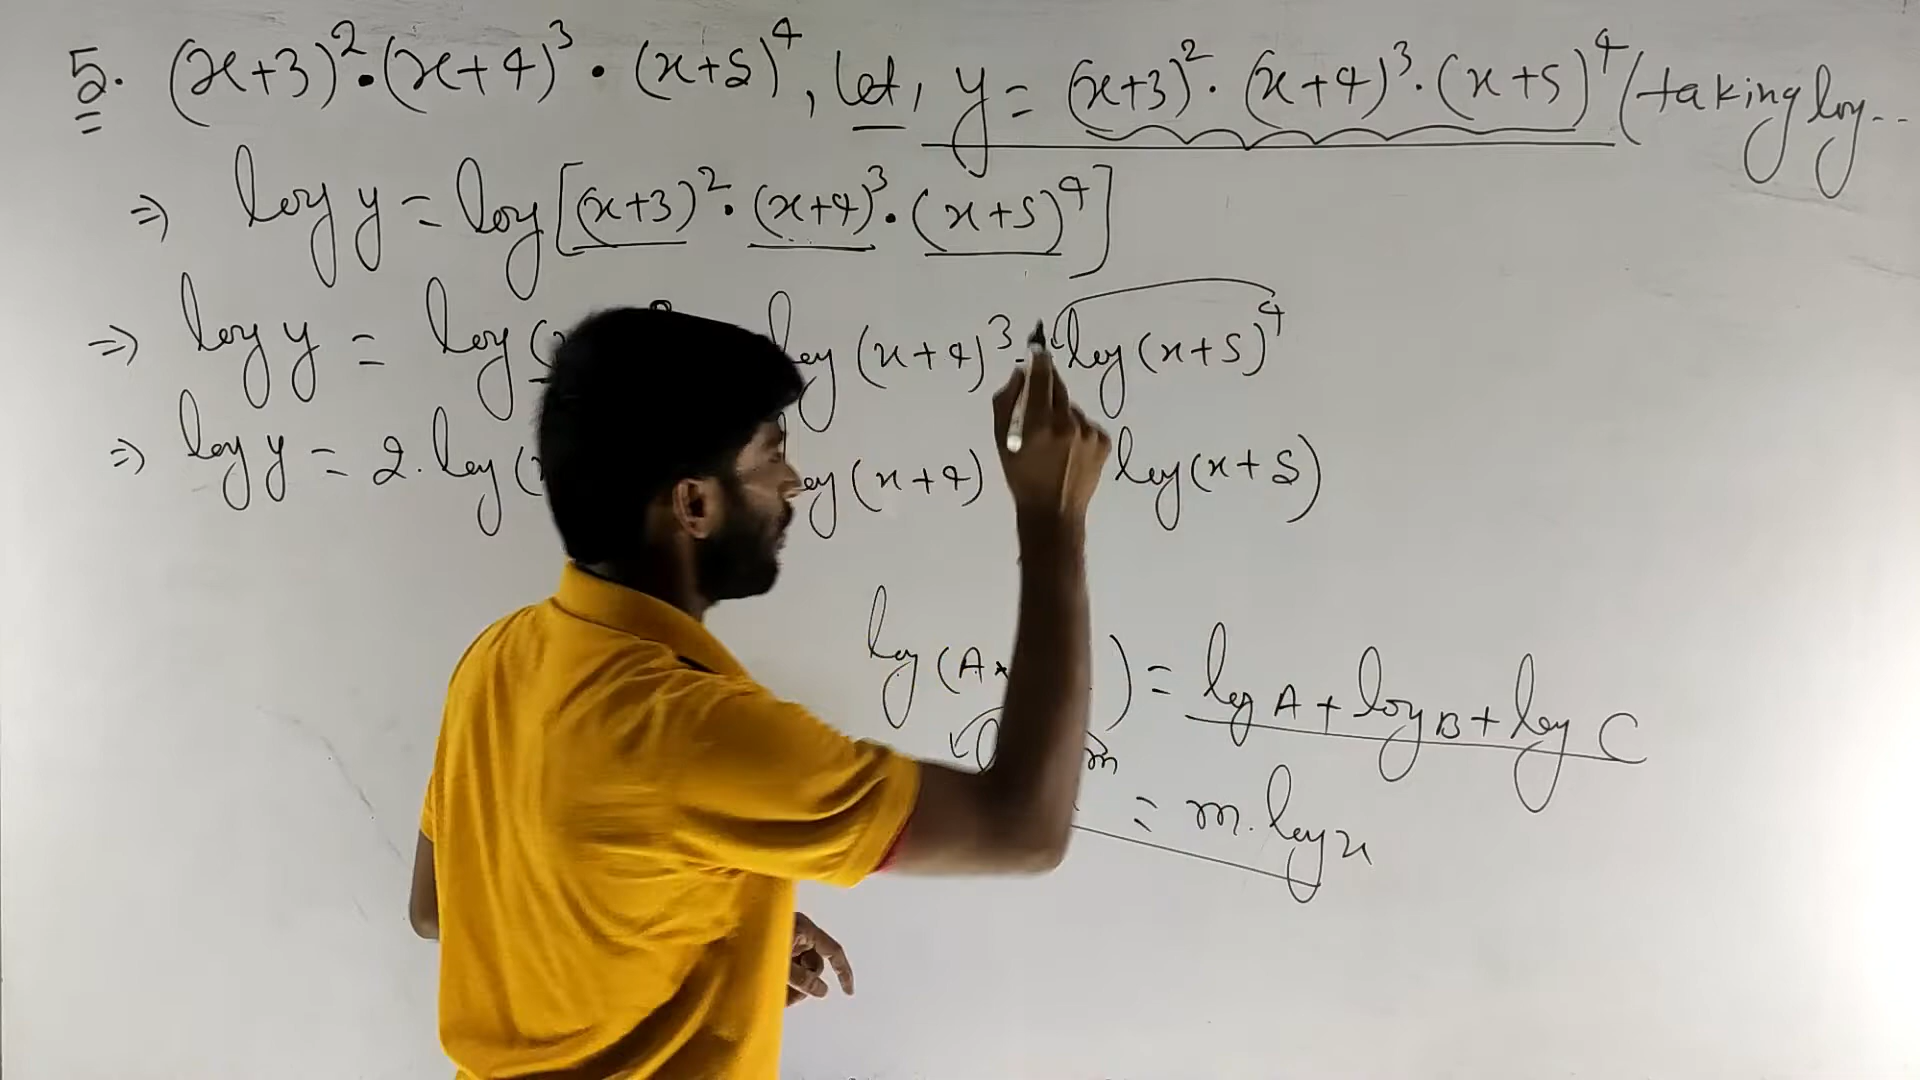 5. (x+3)²·(x+4)³·(x+5)⁴, let, y = (x+3)²·(x+4)³·(x+5)⁴ (taking log...
⇒ log y = log[(x+3)²·(x+4)³·(x+5)⁴]
⇒ log y = log ( log (x+4)³ log (x+5)⁴
⇒ log y = 2. log ( log (x+4) log (x+5)
log (A× ) = log A + log B + log C
m = m. log x